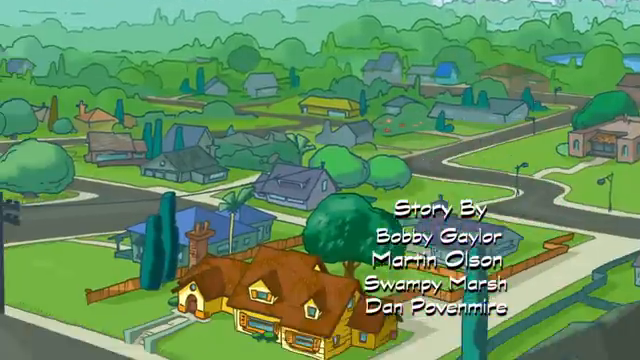 Story By
Bobby Gaylor
Martin Olson
Swampy Marsh
Dan Povenmire